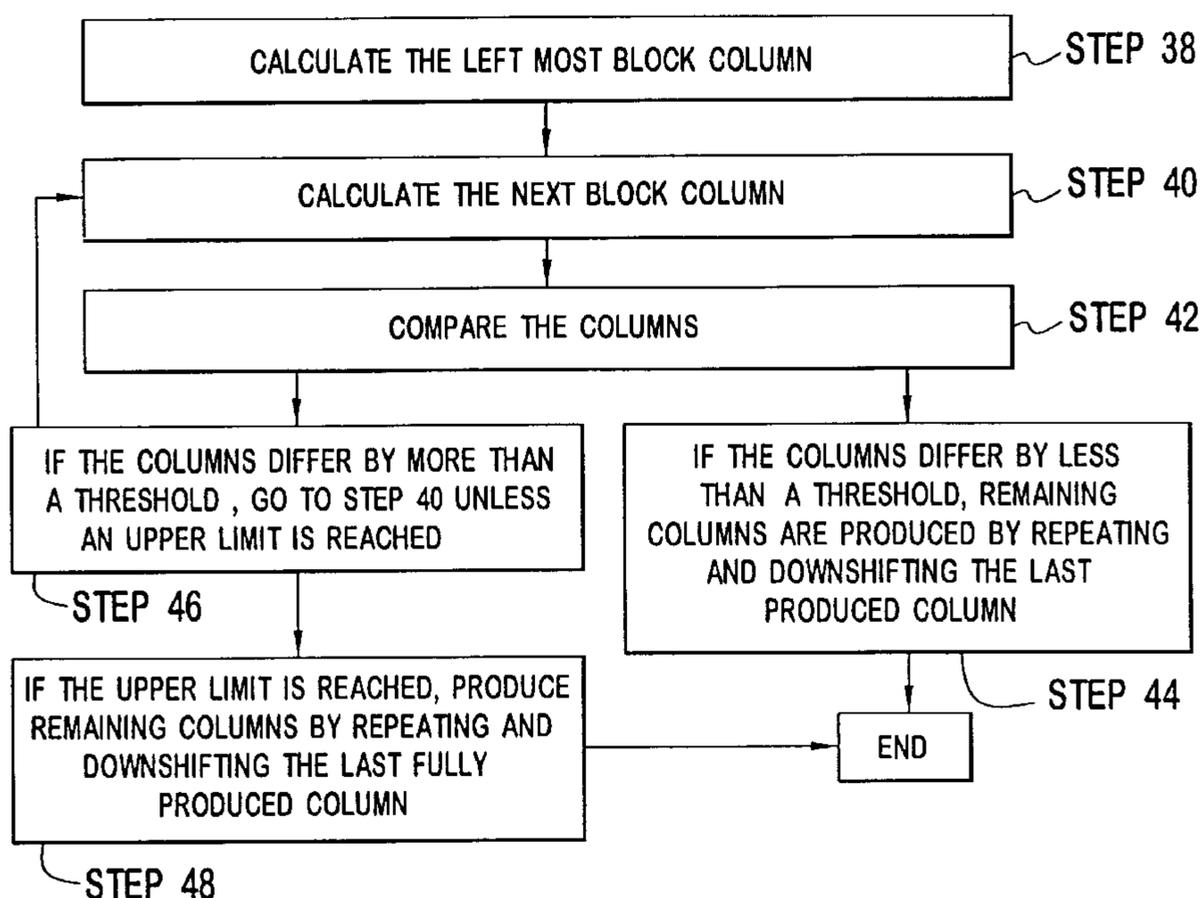 CALCULATE THE LEFT MOST BLOCK COLUMN
STEP 38
CALCULATE THE NEXT BLOCK COLUMN
STEP 40
COMPARE THE COLUMNS
STEP 42
IF THE COLUMNS DIFFER BY MORE THAN
A THRESHOLD , GO TO STEP 40 UNLESS
AN UPPER LIMIT IS REACHED
STEP 46
IF THE COLUMNS DIFFER BY LESS
THAN A THRESHOLD, REMAINING
COLUMNS ARE PRODUCED BY REPEATING
AND DOWNSHIFTING THE LAST
PRODUCED COLUMN
STEP 44
IF THE UPPER LIMIT IS REACHED, PRODUCE
REMAINING COLUMNS BY REPEATING AND
DOWNSHIFTING THE LAST FULLY
PRODUCED COLUMN
STEP 48
END